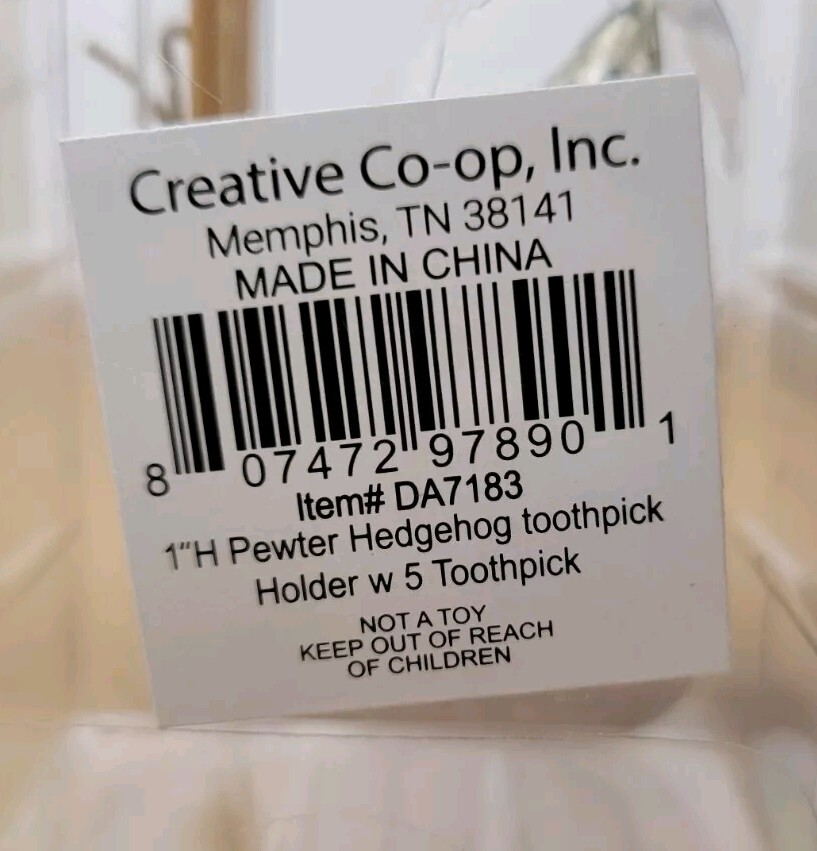 Creative Co-op, Inc.
Memphis, TN 38141
MADE IN CHINA
8 07472 97890 1
Item# DA7183
1"H Pewter Hedgehog toothpick
Holder w 5 Toothpick
NOT A TOY
KEEP OUT OF REACH
OF CHILDREN